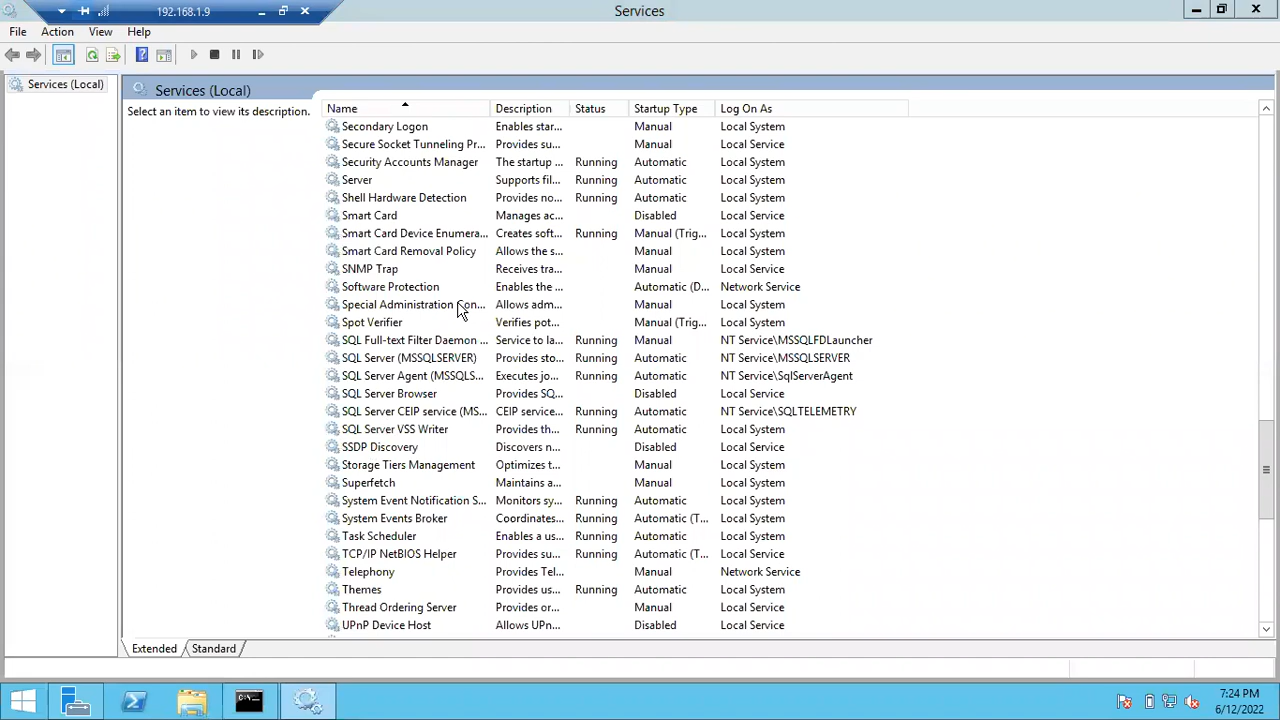 192.168.1.9
Services
File Action View Help
Services (Local)
Services (Local)
Select an item to view its description.
Name Description Status Startup Type Log On As
Secondary Logon Enables star... Manual Local System
Secure Socket Tunneling Pr... Provides su... Manual Local Service
Security Accounts Manager The startup ... Running Automatic Local System
Server Supports fil... Running Automatic Local System
Shell Hardware Detection Provides no... Running Automatic Local System
Smart Card Manages ac... Disabled Local Service
Smart Card Device Enumera... Creates soft... Running Manual (Trig... Local System
Smart Card Removal Policy Allows the s... Manual Local System
SNMP Trap Receives tra... Manual Local Service
Software Protection Enables the ... Automatic (D... Network Service
Special Administration Con... Allows adm... Manual Local System
Spot Verifier Verifies pot... Manual (Trig... Local System
SQL Full-text Filter Daemon ... Service to la... Running Manual NT Service\MSSQLFDLauncher
SQL Server (MSSQLSERVER) Provides sto... Running Automatic NT Service\MSSQLSERVER
SQL Server Agent (MSSQLS... Executes jo... Running Automatic NT Service\SqlServerAgent
SQL Server Browser Provides SQ... Disabled Local Service
SQL Server CEIP service (MS... CEIP service... Running Automatic NT Service\SQLTELEMETRY
SQL Server VSS Writer Provides th... Running Automatic Local System
SSDP Discovery Discovers n... Disabled Local Service
Storage Tiers Management Optimizes t... Manual Local System
Superfetch Maintains a... Manual Local System
System Event Notification S... Monitors sy... Running Automatic Local System
System Events Broker Coordinates... Running Automatic (T... Local System
Task Scheduler Enables a us... Running Automatic Local System
TCP/IP NetBIOS Helper Provides su... Running Automatic (T... Local Service
Telephony Provides Tel... Manual Network Service
Themes Provides us... Running Automatic Local System
Thread Ordering Server Provides or... Manual Local Service
UPnP Device Host Allows UPn... Disabled Local Service
Extended Standard
7:24 PM
6/12/2022